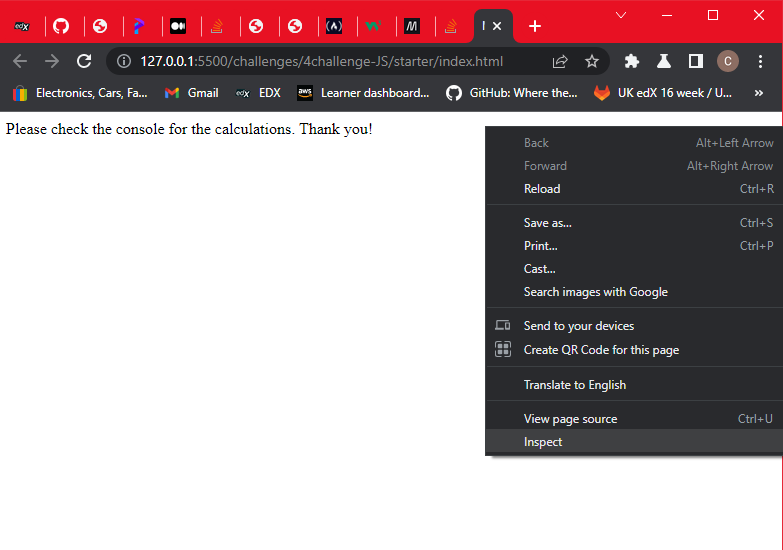 edX
127.0.0.1:5500/challenges/4challenge-JS/starter/index.html
C
Electronics, Cars, Fa...
Gmail
edX EDX
aws Learner dashboard...
GitHub: Where the...
UK edX 16 week / U...
»
Please check the console for the calculations. Thank you!
Back Alt+Left Arrow
Forward Alt+Right Arrow
Reload Ctrl+R
Save as... Ctrl+S
Print... Ctrl+P
Cast...
Search images with Google
Send to your devices
Create QR Code for this page
Translate to English
View page source Ctrl+U
Inspect